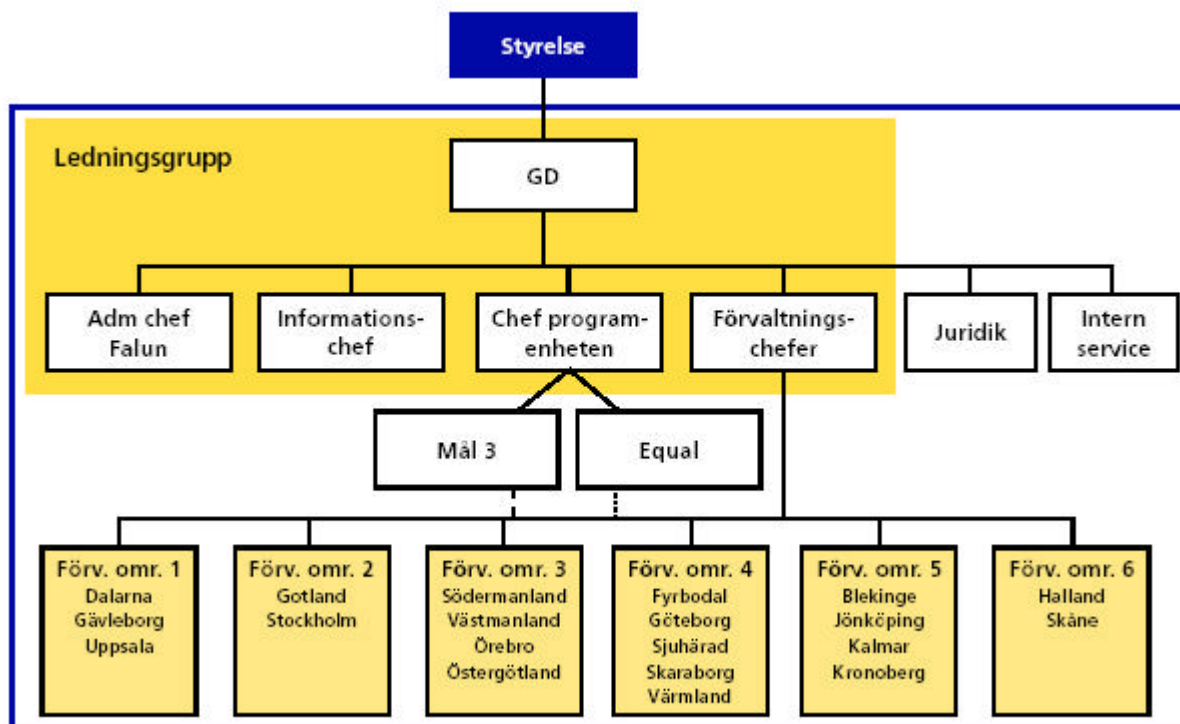 Styrelse
Ledningsgrupp
GD
Adm chef
Falun
Informations-
chef
Chef program-
enheten
Förvaltnings-
chefer
Juridik
Intern
service
Mål 3
Equal
Förv. omr. 1
Dalarna
Gävleborg
Uppsala
Förv. omr. 2
Gotland
Stockholm
Förv. omr. 3
Södermanland
Västmanland
Örebro
Östergötland
Förv. omr. 4
Fyrbodal
Göteborg
Sjuhärad
Skaraborg
Värmland
Förv. omr. 5
Blekinge
Jönköping
Kalmar
Kronoberg
Förv. omr. 6
Halland
Skåne